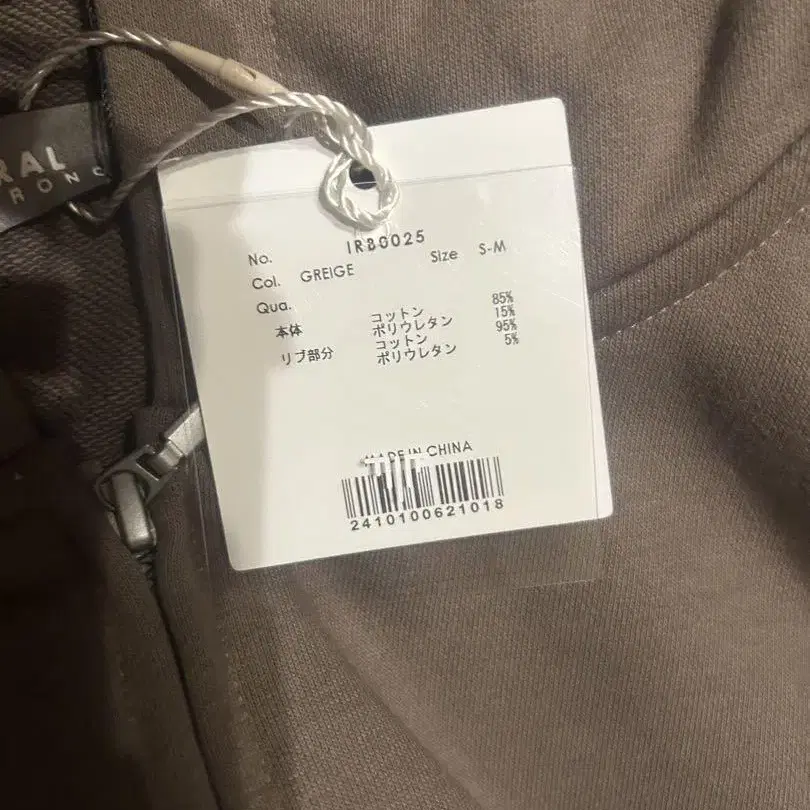 RAL
RONC
No. IRB0025
Col. GREIGE Size S-M
Qua.
本体 コットン 85%
ポリウレタン 15%
リブ部分 コットン 95%
ポリウレタン 5%
MADE IN CHINA
2410100621018